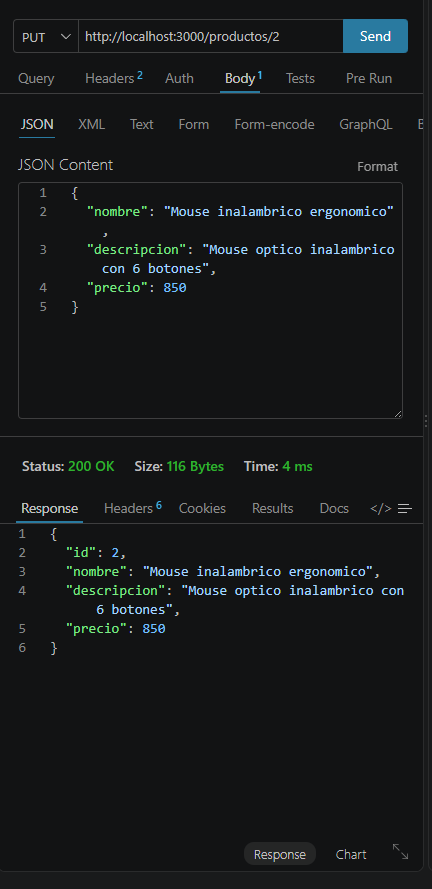 PUT http://localhost:3000/productos/2 Send
Query Headers 2 Auth Body 1 Tests Pre Run
JSON XML Text Form Form-encode GraphQL B
JSON Content Format
1 {
2 "nombre": "Mouse inalambrico ergonomico"
,
3 "descripcion": "Mouse optico inalambrico
con 6 botones",
4 "precio": 850
5 }
Status: 200 OK Size: 116 Bytes Time: 4 ms
Response Headers 6 Cookies Results Docs </>
1 {
2 "id": 2,
3 "nombre": "Mouse inalambrico ergonomico",
4 "descripcion": "Mouse optico inalambrico con
6 botones",
5 "precio": 850
6 }
Response Chart